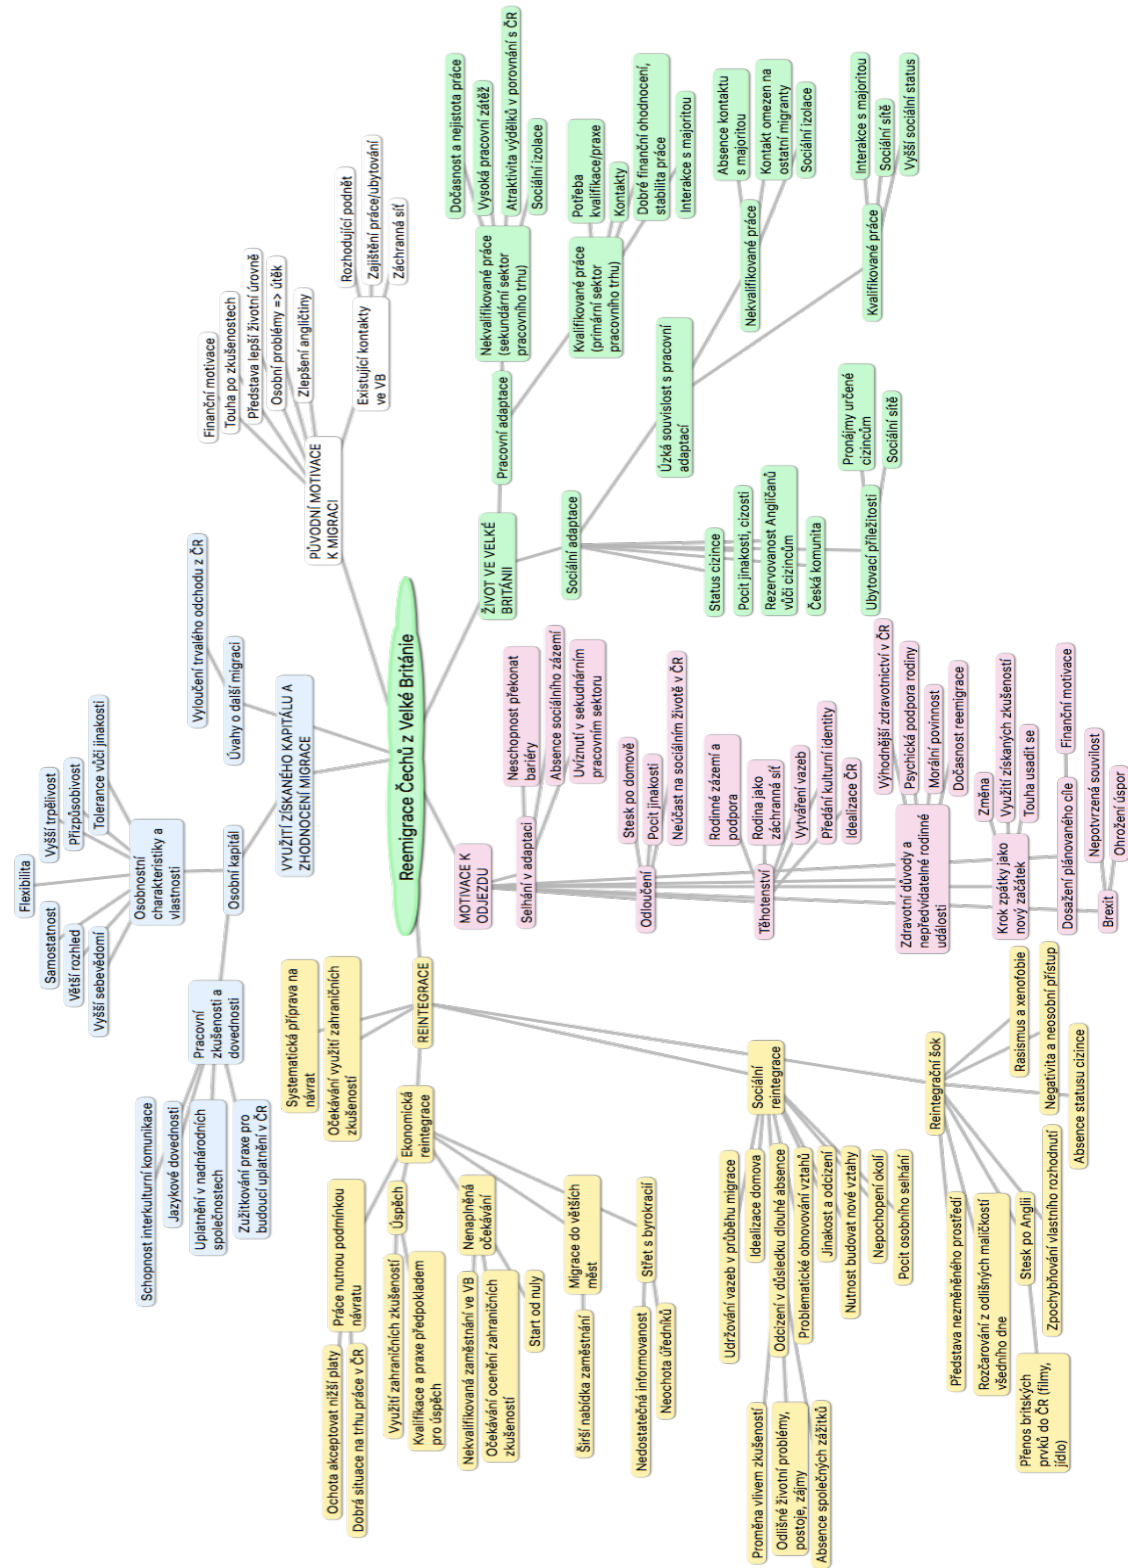 Reemigrace Čechů z Velké Británie
PŮVODNÍ MOTIVACE
K MIGRACI
Finanční motivace
Touha po zkušenostech
Představa lepší životní úrovně
Osobní problémy => útěk
Zlepšení angličtiny
Existující kontakty
ve VB
Rozhodující podnět
Zajištění práce/ubytování
Záchranná síť
ŽIVOT VE VELKÉ
BRITÁNII
Pracovní adaptace
Nekvalifikované práce
(sekundární sektor
pracovního trhu)
Dočasnost a nejistota práce
Vysoká pracovní zátěž
Atraktivita výdělků v porovnání s ČR
Sociální izolace
Kvalifikované práce
(primární sektor
pracovního trhu)
Potřeba
kvalifikace/praxe
Kontakty
Dobré finanční ohodnocení,
stabilita práce
Interakce s majoritou
Sociální adaptace
Úzká souvislost s pracovní
adaptací
Nekvalifikované práce
Absence kontaktu
s majoritou
Kontakt omezen na
ostatní migranty
Sociální izolace
Kvalifikované práce
Interakce s majoritou
Sociální sítě
Vyšší sociální status
Status cizince
Pocit jinakosti, cizosti
Rezervovanost Angličanů
vůči cizincům
Česká komunita
Ubytovací příležitosti
Pronájmy určené
cizincům
Sociální sítě
MOTIVACE K
ODJEZDU
Selhání v adaptaci
Neschopnost překonat
bariéry
Absence sociálního zázemí
Uvíznutí v sekudnárním
pracovním sektoru
Odloučení
Stesk po domově
Pocit jinakosti
Neúčast na sociálním životě v ČR
Těhotenství
Rodinné zázemí a
podpora
Rodina jako
záchranná síť
Vytváření vazeb
Předání kulturní identity
Idealizace ČR
Zdravotní důvody a
nepředvídatelné rodinné
události
Výhodnější zdravotnictví v ČR
Psychická podpora rodiny
Morální povinnost
Dočasnost reemigrace
Krok zpátky jako
nový začátek
Změna
Využití získaných zkušeností
Touha usadit se
Dosažení plánovaného cíle
Finanční motivace
Brexit
Nepotvrzená souvilost
Ohrožení úspor
REINTEGRACE
Systematická příprava na
návrat
Očekávání využití zahraničních
zkušeností
Ekonomická
reintegrace
Práce nutnou podmínkou
návratu
Ochota akceptovat nižší platy
Dobrá situace na trhu práce v ČR
Úspěch
Využití zahraničních zkušeností
Kvalifikace a praxe předpokladem
pro úspěch
Nenaplněná
očekávání
Nekvalifikovaná zaměstnání ve VB
Očekávání ocenění zahraničních
zkušeností
Start od nuly
Migrace do větších
měst
Širší nabídka zaměstnání
Střet s byrokracií
Nedostatečná informovanost
Neochota úředníků
Sociální
reintegrace
Udržování vazeb v průběhu migrace
Idealizace domova
Odcizení v důsledku dlouhé absence
Proměna vlivem zkušeností
Odlišné životní problémy,
postoje, zájmy
Absence společných zážitků
Problematické obnovování vztahů
Jinakost a odcizení
Nutnost budovat nové vztahy
Nepochopení okolí
Pocit osobního selhání
Reintegrační šok
Představa nezměněného prostředí
Rozčarování z odlišných maličkostí
všedního dne
Stesk po Anglii
Přenos britských
prvků do ČR (filmy,
jídlo)
Zpochybňování vlastního rozhodnutí
Absence statusu cizince
Negativita a neosobní přístup
Rasismus a xenofobie
VYUŽITÍ ZÍSKANÉHO KAPITÁLU A
ZHODNOCENÍ MIGRACE
Osobní kapitál
Pracovní
zkušenosti a
dovednosti
Schopnost interkulturní komunikace
Jazykové dovednosti
Uplatnění v nadnárodních
společnostech
Zužitkování praxe pro
budoucí uplatnění v ČR
Osobnostní
charakteristiky a
vlastnosti
Vyšší sebevědomí
Větší rozhled
Samostatnost
Flexibilita
Vyšší trpělivost
Přizpůsobivost
Tolerance vůči jinakosti
Úvahy o další migraci
Vyloučení trvalého odchodu z ČR